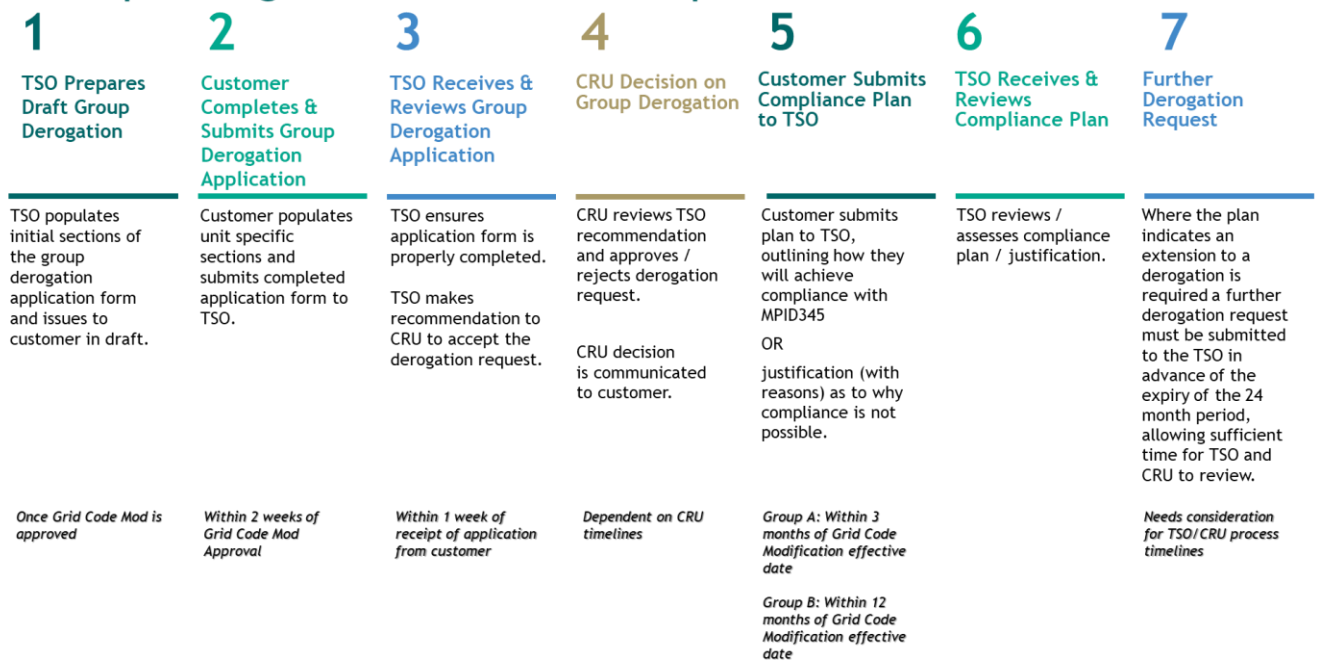 1
TSO Prepares
Draft Group
Derogation
TSO populates
initial sections of
the group
derogation
application form
and issues to
customer in draft.
Once Grid Code Mod is
approved
2
Customer
Completes &
Submits Group
Derogation
Application
Customer populates
unit specific
sections and
submits completed
application form to
TSO.
Within 2 weeks of
Grid Code Mod
Approval
3
TSO Receives &
Reviews Group
Derogation
Application
TSO ensures
application form is
properly completed.
TSO makes
recommendation to
CRU to accept the
derogation request.
Within 1 week of
receipt of application
from customer
4
CRU Decision on
Group Derogation
CRU reviews TSO
recommendation
and approves /
rejects derogation
request.
CRU decision
is communicated
to customer.
Dependent on CRU
timelines
5
Customer Submits
Compliance Plan
to TSO
Customer submits
plan to TSO,
outlining how they
will achieve
compliance with
MPID345
OR
justification (with
reasons) as to why
compliance is not
possible.
Group A: Within 3
months of Grid Code
Modification effective
date
Group B: Within 12
months of Grid Code
Modification effective
date
6
TSO Receives &
Reviews
Compliance Plan
TSO reviews /
assesses compliance
plan / justification.
7
Further
Derogation
Request
Where the plan
indicates an
extension to a
derogation is
required a further
derogation request
must be submitted
to the TSO in
advance of the
expiry of the 24
month period,
allowing sufficient
time for TSO and
CRU to review.
Needs consideration
for TSO/CRU process
timelines